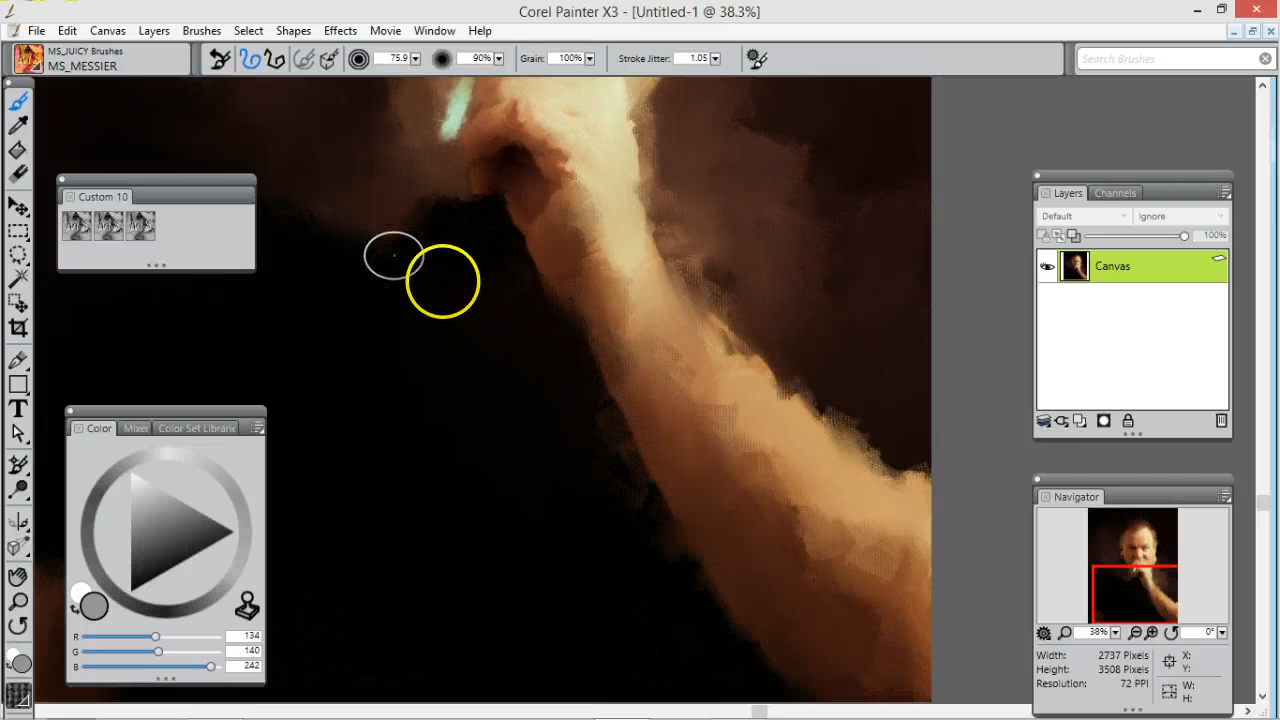 Corel Painter X3 - [Untitled-1 @ 38.3%]
File Edit Canvas Layers Brushes Select Shapes Effects Movie Window Help
MS_JUICY Brushes
MS_MESSIER
75.9
90%
Grain: 100%
Stroke Jitter: 1.05
Search Brushes
Custom 10
Layers Channels
Default Ignore
100%
Canvas
Color Mixer Color Set Librarie
R 134
G 140
B 242
Navigator
38% 0°
Width: 2737 Pixels X:
Height: 3508 Pixels Y:
Resolution: 72 PPI W:
H: